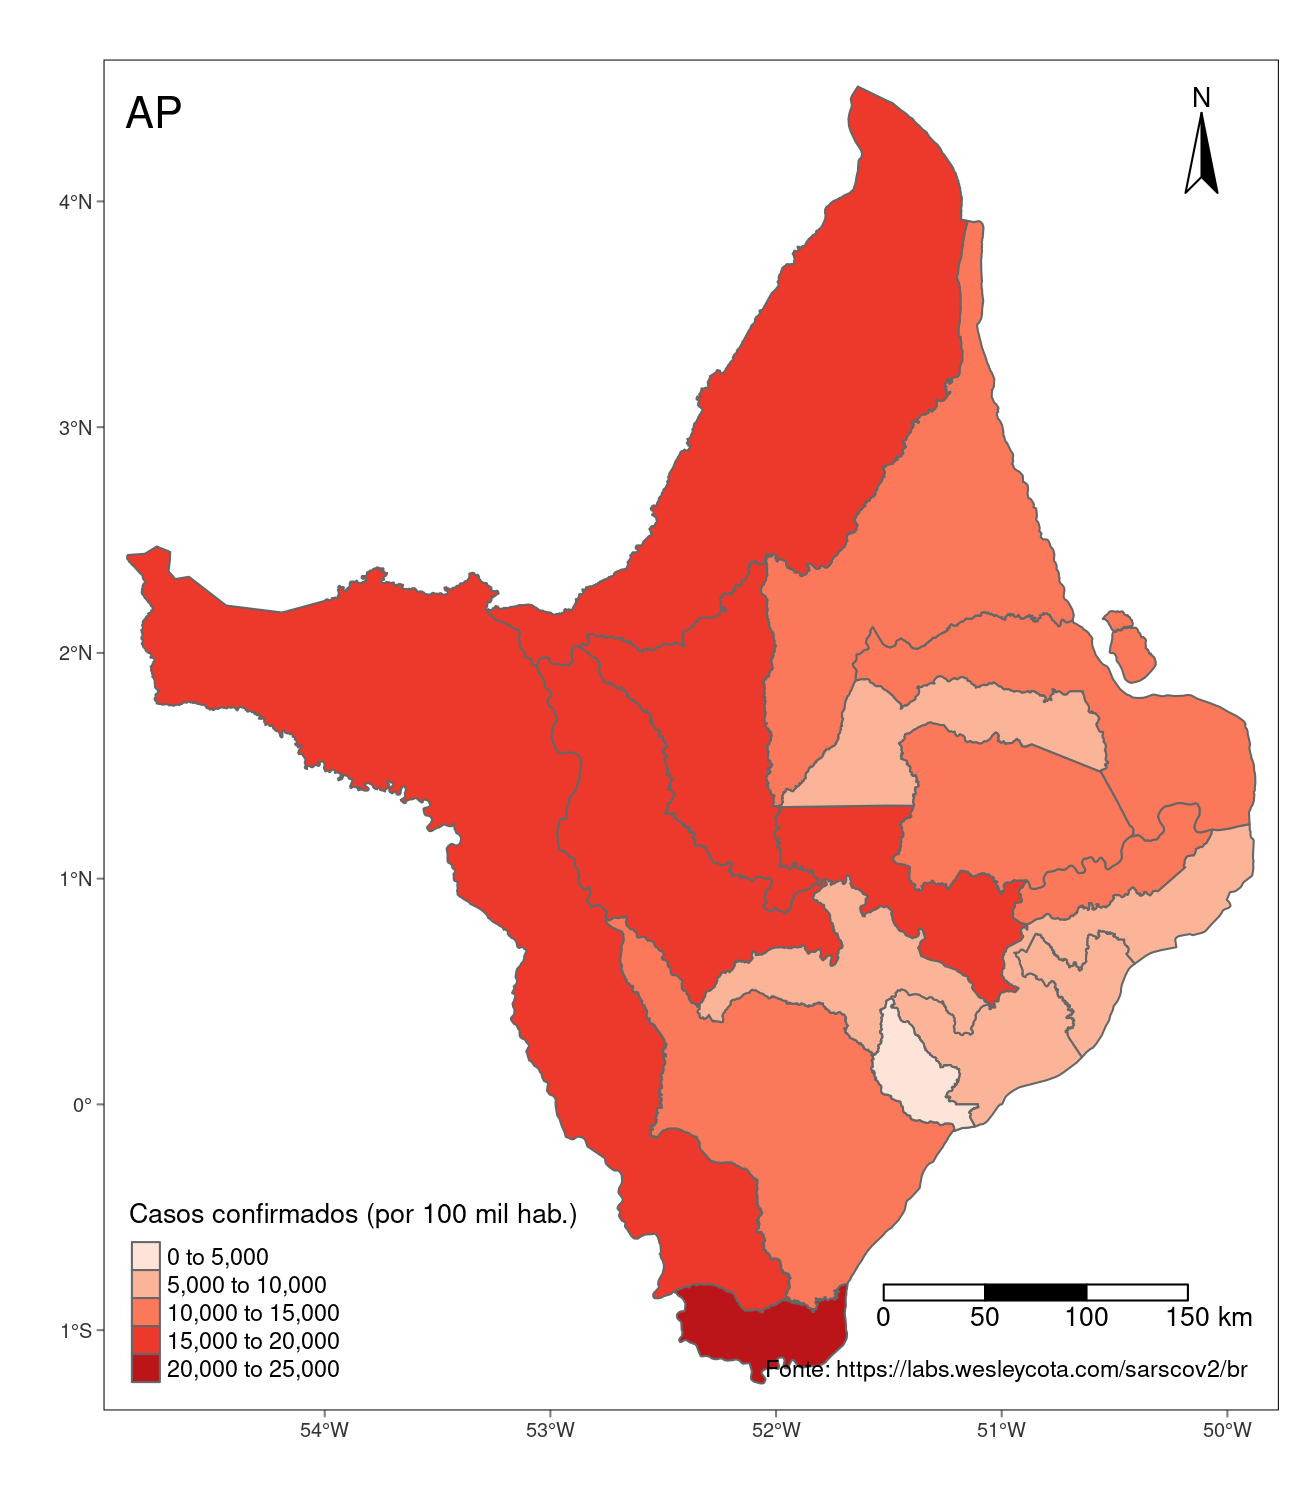 AP
N
4°N
3°N
2°N
1°N
0°
1°S
Casos confirmados (por 100 mil hab.)
0 to 5,000
5,000 to 10,000
10,000 to 15,000
15,000 to 20,000
20,000 to 25,000
0 50 100 150 km
Fonte: https://labs.wesleycota.com/sarscov2/br
54°W 53°W 52°W 51°W 50°W